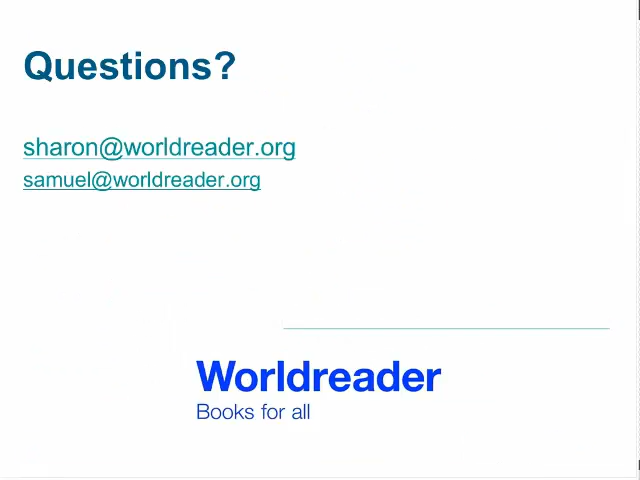 Questions?
sharon@worldreader.org
samuel@worldreader.org
Worldreader
Books for all